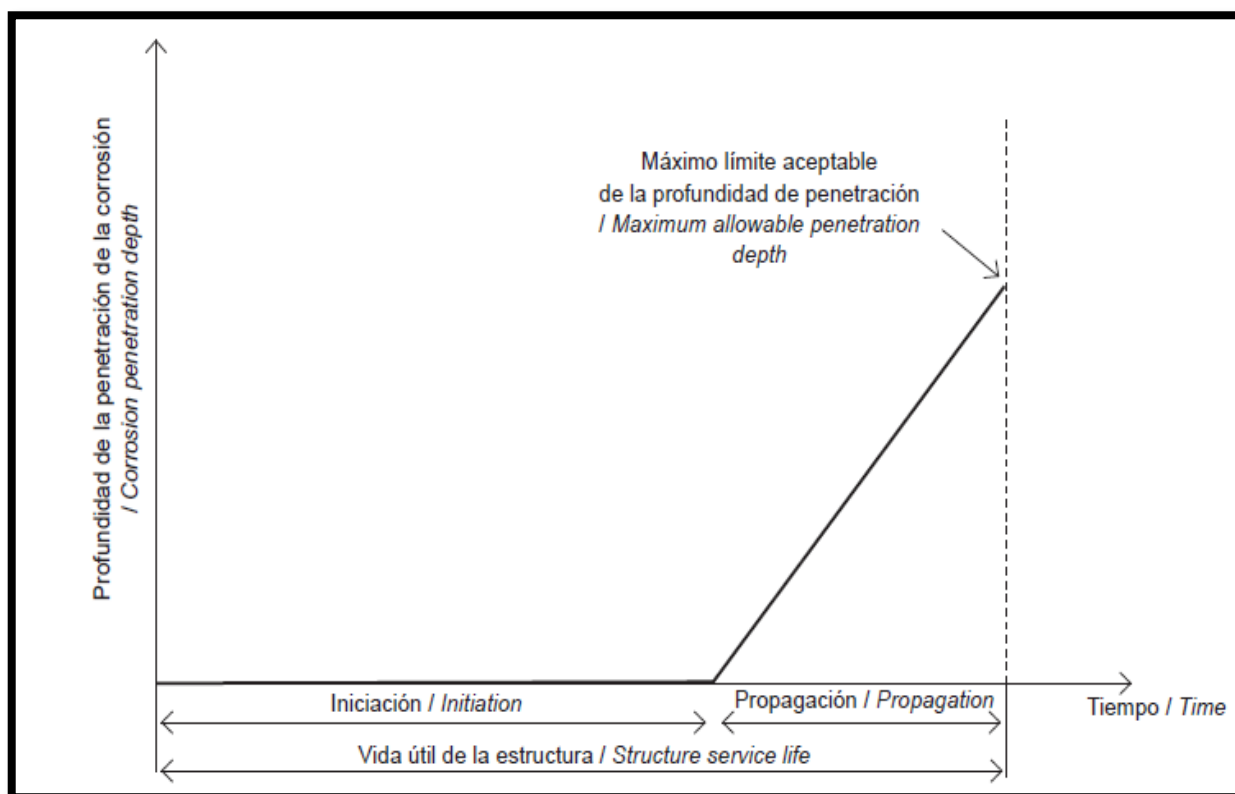 Profundidad de la penetración de la corrosión
/ Corrosion penetration depth
Máximo límite aceptable
de la profundidad de penetración
/ Maximum allowable penetration
depth
Iniciación / Initiation
Propagación / Propagation
Tiempo / Time
Vida útil de la estructura / Structure service life